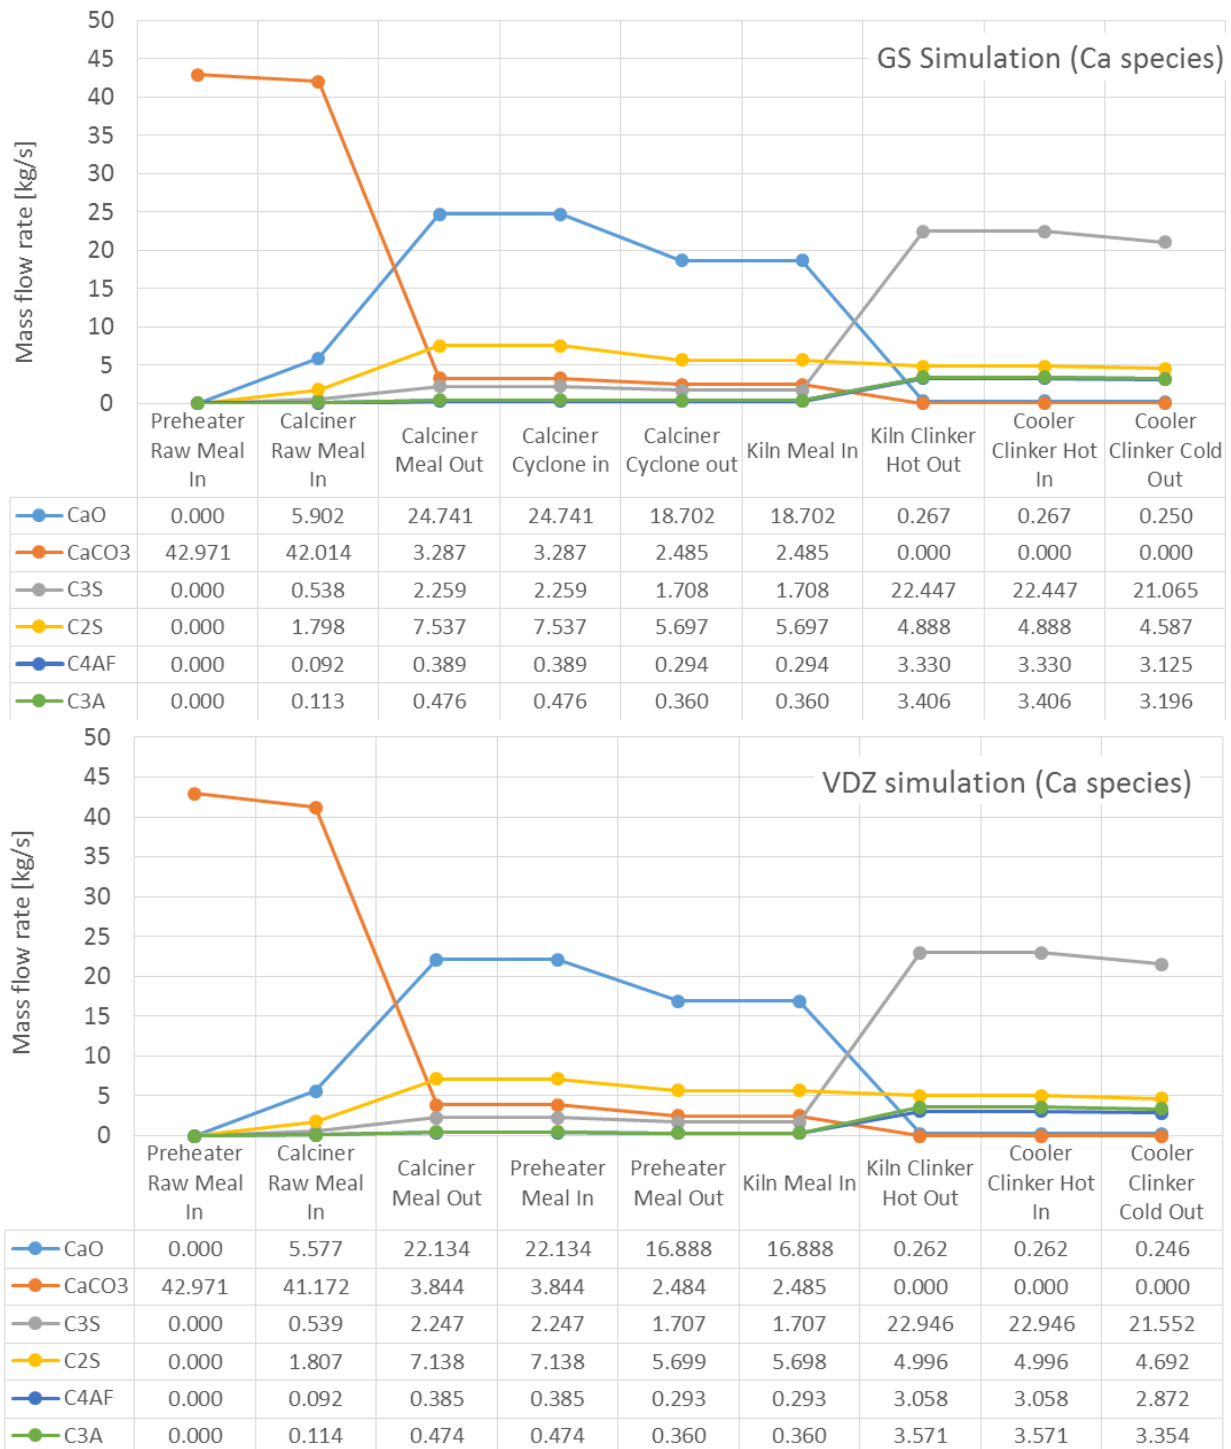 GS Simulation (Ca species)
Mass flow rate [kg/s]
50
45
40
35
30
25
20
15
10
5
0
Preheater Raw Meal In
Calciner Raw Meal In
Calciner Meal Out
Calciner Cyclone in
Calciner Cyclone out
Kiln Meal In
Kiln Clinker Hot Out
Cooler Clinker Hot In
Cooler Clinker Cold Out
CaO 0.000 5.902 24.741 24.741 18.702 18.702 0.267 0.267 0.250
CaCO3 42.971 42.014 3.287 3.287 2.485 2.485 0.000 0.000 0.000
C3S 0.000 0.538 2.259 2.259 1.708 1.708 22.447 22.447 21.065
C2S 0.000 1.798 7.537 7.537 5.697 5.697 4.888 4.888 4.587
C4AF 0.000 0.092 0.389 0.389 0.294 0.294 3.330 3.330 3.125
C3A 0.000 0.113 0.476 0.476 0.360 0.360 3.406 3.406 3.196
VDZ simulation (Ca species)
Mass flow rate [kg/s]
50
45
40
35
30
25
20
15
10
5
0
Preheater Raw Meal In
Calciner Raw Meal In
Calciner Meal Out
Preheater Meal In
Preheater Meal Out
Kiln Meal In
Kiln Clinker Hot Out
Cooler Clinker Hot In
Cooler Clinker Cold Out
CaO 0.000 5.577 22.134 22.134 16.888 16.888 0.262 0.262 0.246
CaCO3 42.971 41.172 3.844 3.844 2.484 2.485 0.000 0.000 0.000
C3S 0.000 0.539 2.247 2.247 1.707 1.707 22.946 22.946 21.552
C2S 0.000 1.807 7.138 7.138 5.699 5.698 4.996 4.996 4.692
C4AF 0.000 0.092 0.385 0.385 0.293 0.293 3.058 3.058 2.872
C3A 0.000 0.114 0.474 0.474 0.360 0.360 3.571 3.571 3.354